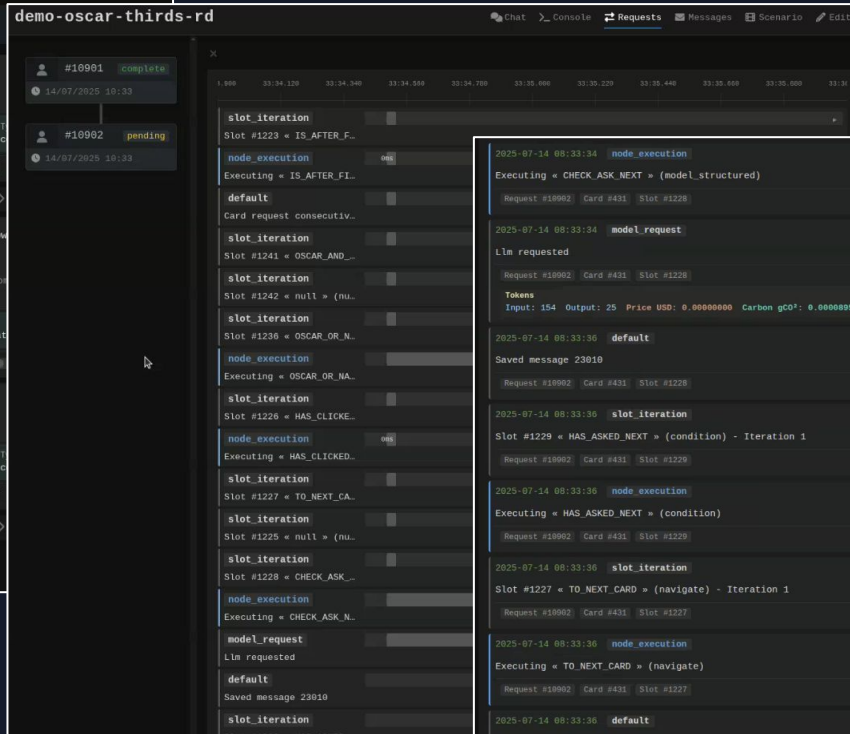 demo-oscar-thirds-rd
Chat Console Requests Messages Scenario Edit
#10901 complete
14/07/2025 10:33
#10902 pending
14/07/2025 10:33
33:34.120 33:34.340 33:34.560 33:34.780 33:35.000 33:35.220 33:35.440 33:35.660 33:35.880
slot_iteration
Slot #1223 « IS_AFTER_F…
node_execution
0ms
Executing « IS_AFTER_FI…
default
Card request consecutiv…
slot_iteration
Slot #1241 « OSCAR_AND_…
slot_iteration
Slot #1242 « null » (nu…
slot_iteration
Slot #1236 « OSCAR_OR_N…
node_execution
Executing « OSCAR_OR_NA…
slot_iteration
Slot #1226 « HAS_CLICKE…
node_execution
0ms
Executing « HAS_CLICKED…
slot_iteration
Slot #1227 « TO_NEXT_CA…
slot_iteration
Slot #1225 « null » (nu…
slot_iteration
Slot #1228 « CHECK_ASK_…
node_execution
Executing « CHECK_ASK_N…
model_request
Llm requested
default
Saved message 23010
slot_iteration
2025-07-14 08:33:34 node_execution
Executing « CHECK_ASK_NEXT » (model_structured)
Request #10902 Card #431 Slot #1228
2025-07-14 08:33:34 model_request
Llm requested
Request #10902 Card #431 Slot #1228
Tokens
Input: 154 Output: 25 Price USD: 0.00000000 Carbon gCO²: 0.0000895
2025-07-14 08:33:36 default
Saved message 23010
Request #10902 Card #431 Slot #1228
2025-07-14 08:33:36 slot_iteration
Slot #1229 « HAS_ASKED_NEXT » (condition) - Iteration 1
Request #10902 Card #431 Slot #1229
2025-07-14 08:33:36 node_execution
Executing « HAS_ASKED_NEXT » (condition)
Request #10902 Card #431 Slot #1229
2025-07-14 08:33:36 slot_iteration
Slot #1227 « TO_NEXT_CARD » (navigate) - Iteration 1
Request #10902 Card #431 Slot #1227
2025-07-14 08:33:36 node_execution
Executing « TO_NEXT_CARD » (navigate)
Request #10902 Card #431 Slot #1227
2025-07-14 08:33:36 default